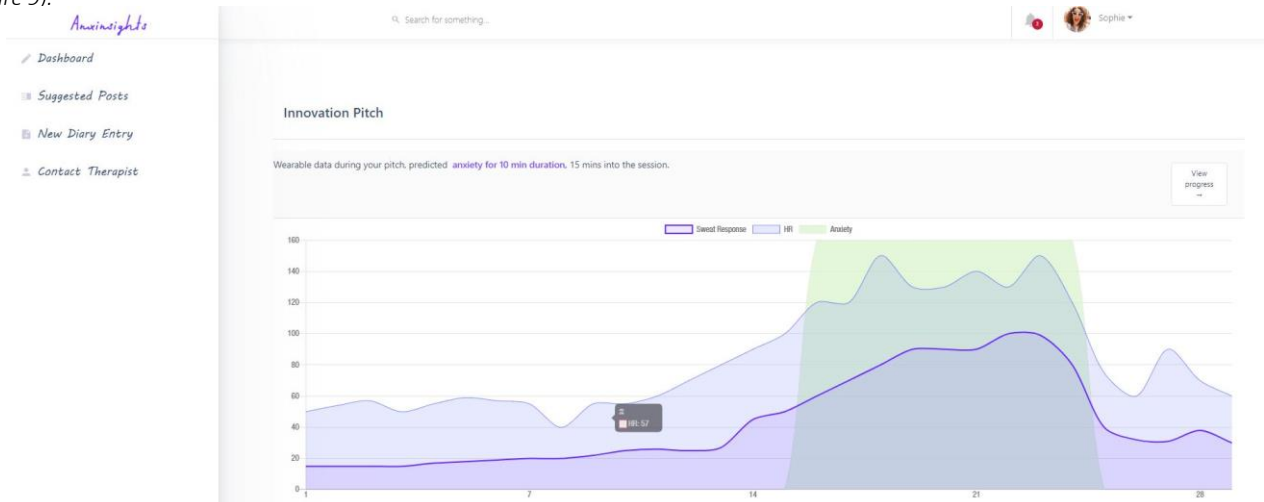 Anxinsights
Search for something...
Sophie
Dashboard
Suggested Posts
New Diary Entry
Contact Therapist
Innovation Pitch
Wearable data during your pitch, predicted anxiety for 10 min duration, 15 mins into the session.
View
progress
→
Sweat Response HR Anxiety
160
140
120
100
80
60
40
20
0
HR: 57
1 7 14 21 28